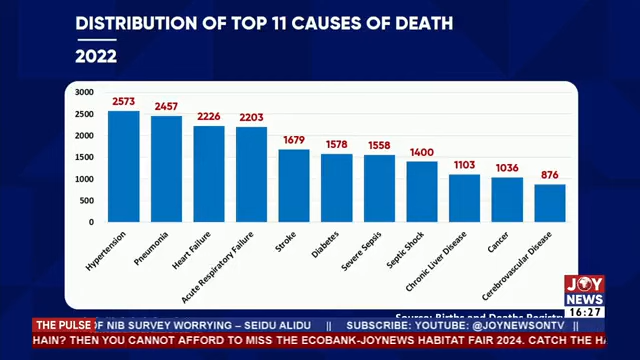 DISTRIBUTION OF TOP 11 CAUSES OF DEATH
2022
3000
2500
2000
1500
1000
500
0
2573
2457
2226
2203
1679
1578
1558
1400
1103
1036
876
Hypertension
Pneumonia
Heart Failure
Acute Respiratory Failure
Stroke
Diabetes
Severe Sepsis
Septic Shock
Chronic Liver Disease
Cancer
Cerebrovascular Disease
Source: Births and Deaths Registr
JOY
NEWS
16:27
THE PULSE OF NIB SURVEY WORRYING – SEIDU ALIDU || SUBSCRIBE: YOUTUBE: @JOYNEWSONTV ||
HAIN? THEN YOU CANNOT AFFORD TO MISS THE ECOBANK-JOYNEWS HABITAT FAIR 2024. CATCH THE HA